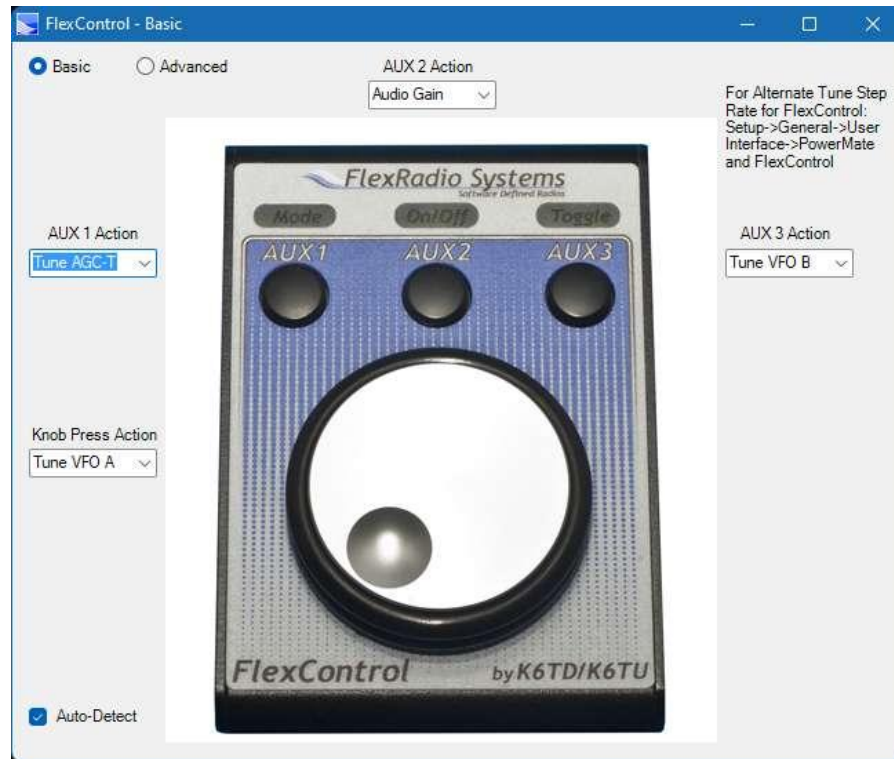 FlexControl - Basic
Basic
Advanced
AUX 2 Action
Audio Gain
For Alternate Tune Step
Rate for FlexControl:
Setup->General->User
Interface->PowerMate
and FlexControl
FlexRadio Systems
Software Defined Radios
Mode
On/Off
Toggle
AUX 1 Action
Tune AGC-T
AUX1
AUX2
AUX3
AUX 3 Action
Tune VFO B
Knob Press Action
Tune VFO A
FlexControl
by K6TD/K6TU
Auto-Detect